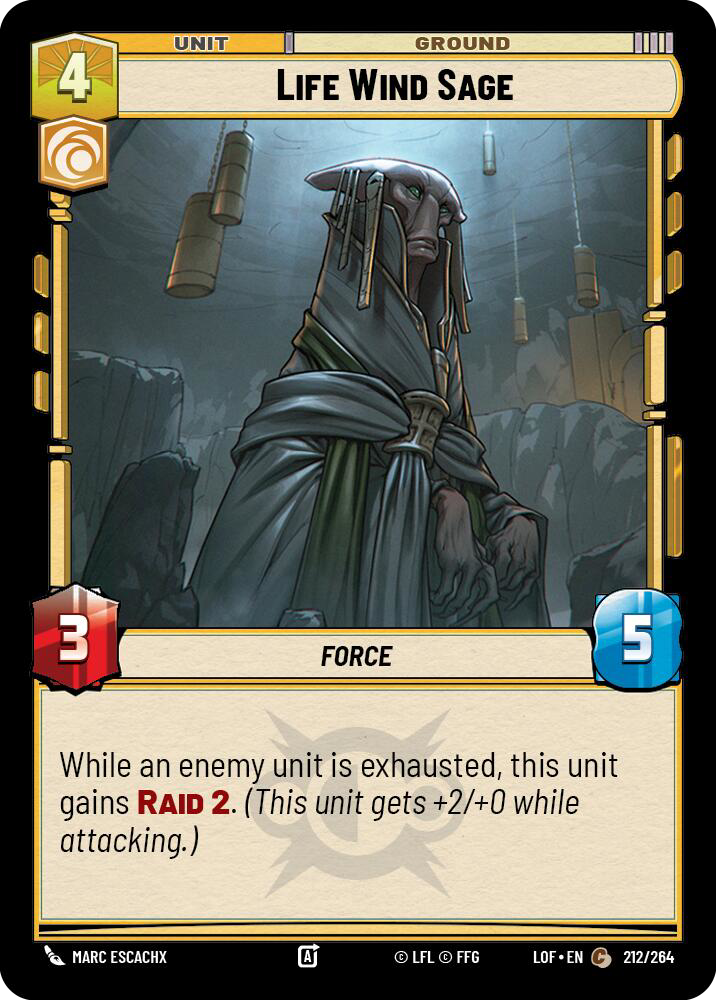 UNIT
GROUND
4
LIFE WIND SAGE
3
FORCE
5
While an enemy unit is exhausted, this unit
gains RAID 2. (This unit gets +2/+0 while
attacking.)
MARC ESCACHX
A
© LFL © FFG
LOF • EN
C
212/264